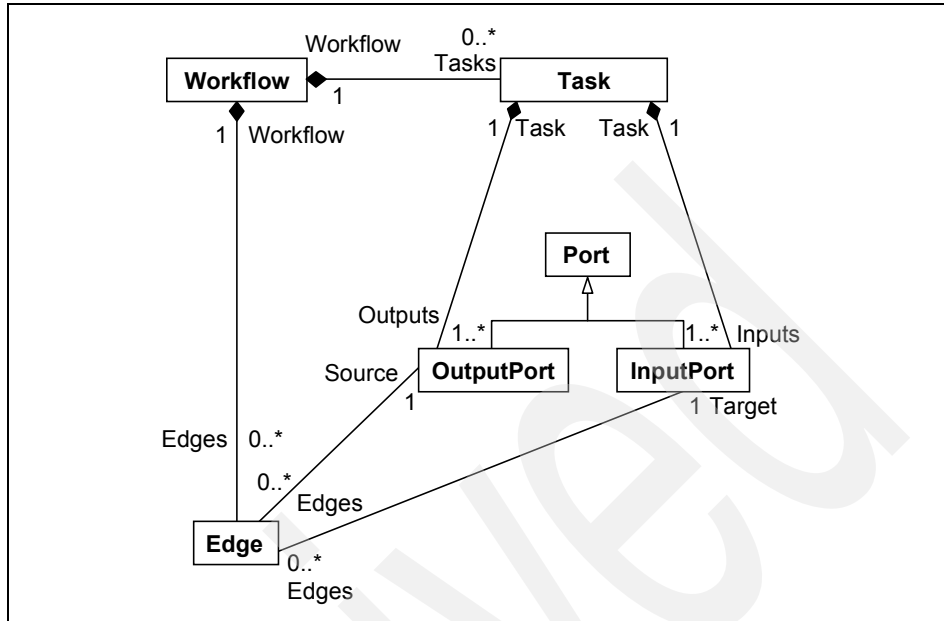 Workflow
0..*
Tasks
Workflow
Task
1
1 Workflow
1 Task
Task 1
Port
Outputs
1..*
1..*
Inputs
Source
OutputPort
InputPort
1
1 Target
Edges
0..*
0..*
Edges
Edge
0..*
Edges